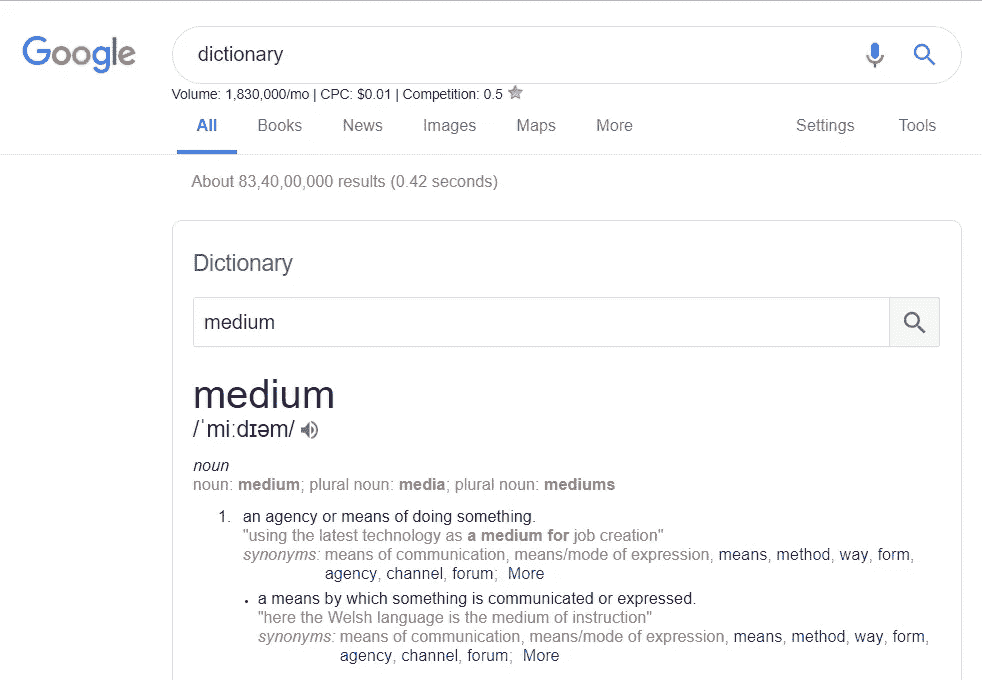 Google
dictionary
Volume: 1,830,000/mo | CPC: $0.01 | Competition: 0.5
All Books News Images Maps More Settings Tools
About 83,40,00,000 results (0.42 seconds)
Dictionary
medium
medium
/ˈmiːdɪəm/
noun
noun: medium; plural noun: media; plural noun: mediums
1. an agency or means of doing something.
"using the latest technology as a medium for job creation"
synonyms: means of communication, means/mode of expression, means, method, way, form,
agency, channel, forum; More
• a means by which something is communicated or expressed.
"here the Welsh language is the medium of instruction"
synonyms: means of communication, means/mode of expression, means, method, way, form,
agency, channel, forum; More